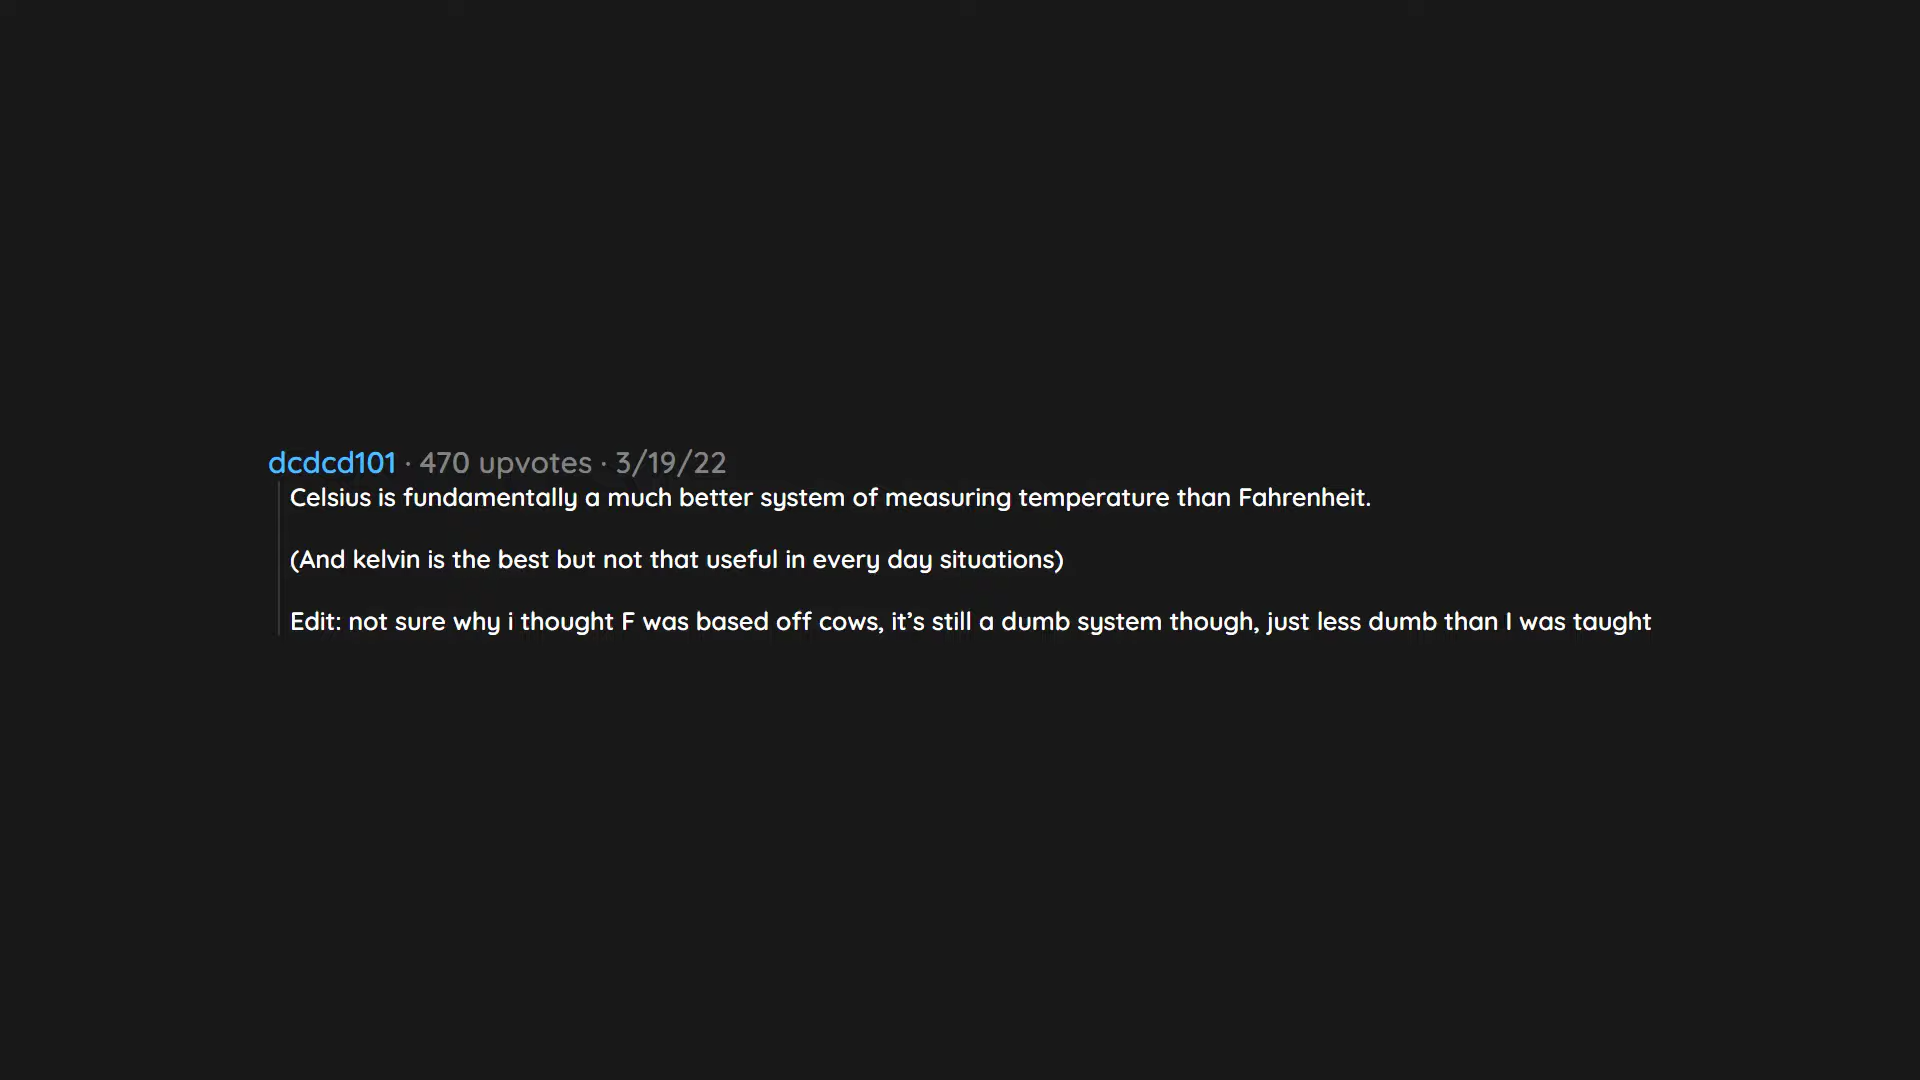 dcdcd101 · 470 upvotes · 3/19/22
Celsius is fundamentally a much better system of measuring temperature than Fahrenheit.
(And kelvin is the best but not that useful in every day situations)
Edit: not sure why i thought F was based off cows, it’s still a dumb system though, just less dumb than I was taught